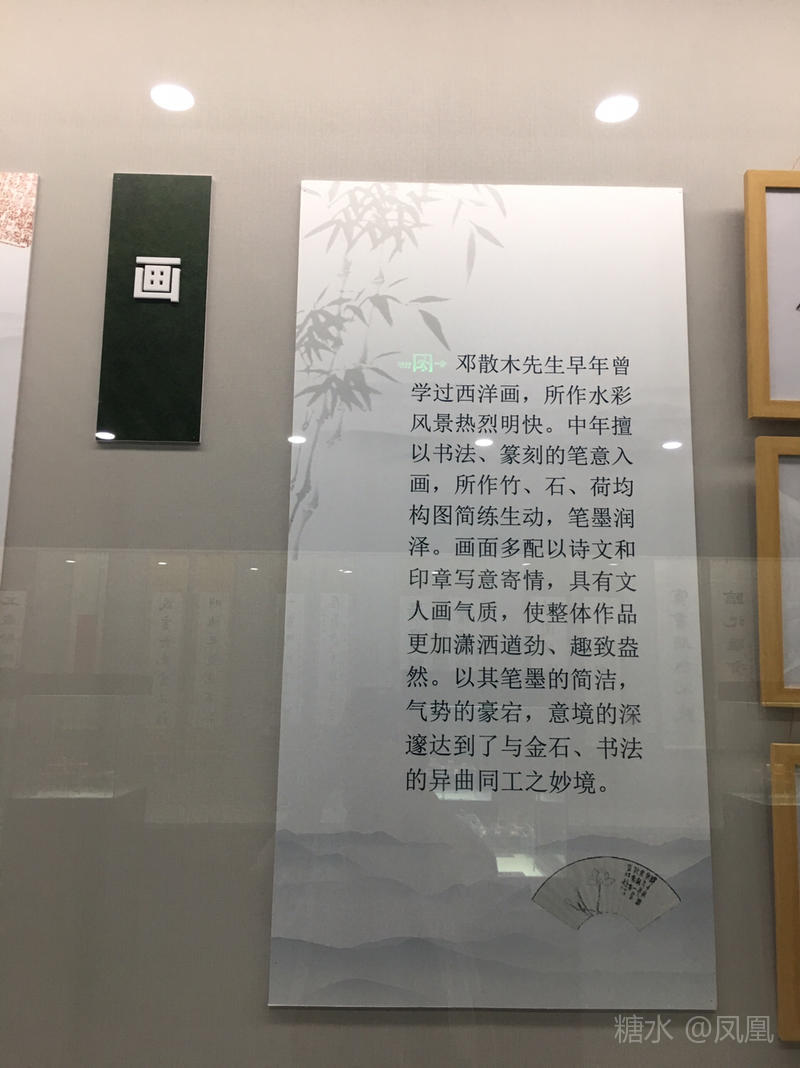 画
邓散木先生早年曾
学过西洋画，所作水彩
风景热烈明快。中年擅
以书法、篆刻的笔意入
画，所作竹、石、荷均
构图简练生动，笔墨润
泽。画面多配以诗文和
印章写意寄情，具有文
人画气质，使整体作品
更加潇洒遒劲、趣致盎
然。以其笔墨的简洁，
气势的豪宕，意境的深
邃达到了与金石、书法
的异曲同工之妙境。
糖水 @凤凰